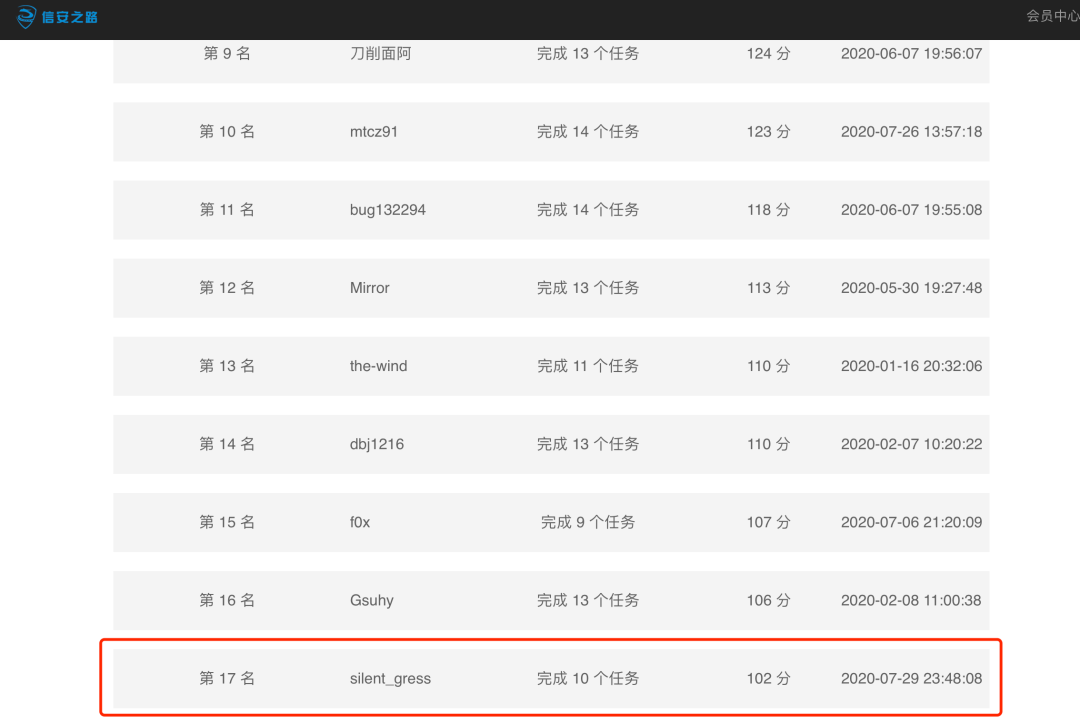 信安之路 会员中心
第 9 名 刀削面阿 完成 13 个任务 124 分 2020-06-07 19:56:07
第 10 名 mtcz91 完成 14 个任务 123 分 2020-07-26 13:57:18
第 11 名 bug132294 完成 14 个任务 118 分 2020-06-07 19:55:08
第 12 名 Mirror 完成 13 个任务 113 分 2020-05-30 19:27:48
第 13 名 the-wind 完成 11 个任务 110 分 2020-01-16 20:32:06
第 14 名 dbj1216 完成 13 个任务 110 分 2020-02-07 10:20:22
第 15 名 f0x 完成 9 个任务 107 分 2020-07-06 21:20:09
第 16 名 Gsuhy 完成 13 个任务 106 分 2020-02-08 11:00:38
第 17 名 silent_gress 完成 10 个任务 102 分 2020-07-29 23:48:08